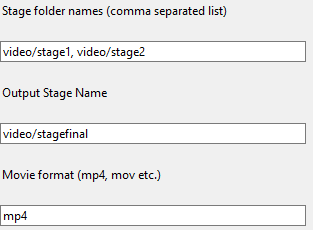 Stage folder names (comma separated list)
video/stage1, video/stage2
Output Stage Name
video/stagefinal
Movie format (mp4, mov etc.)
mp4